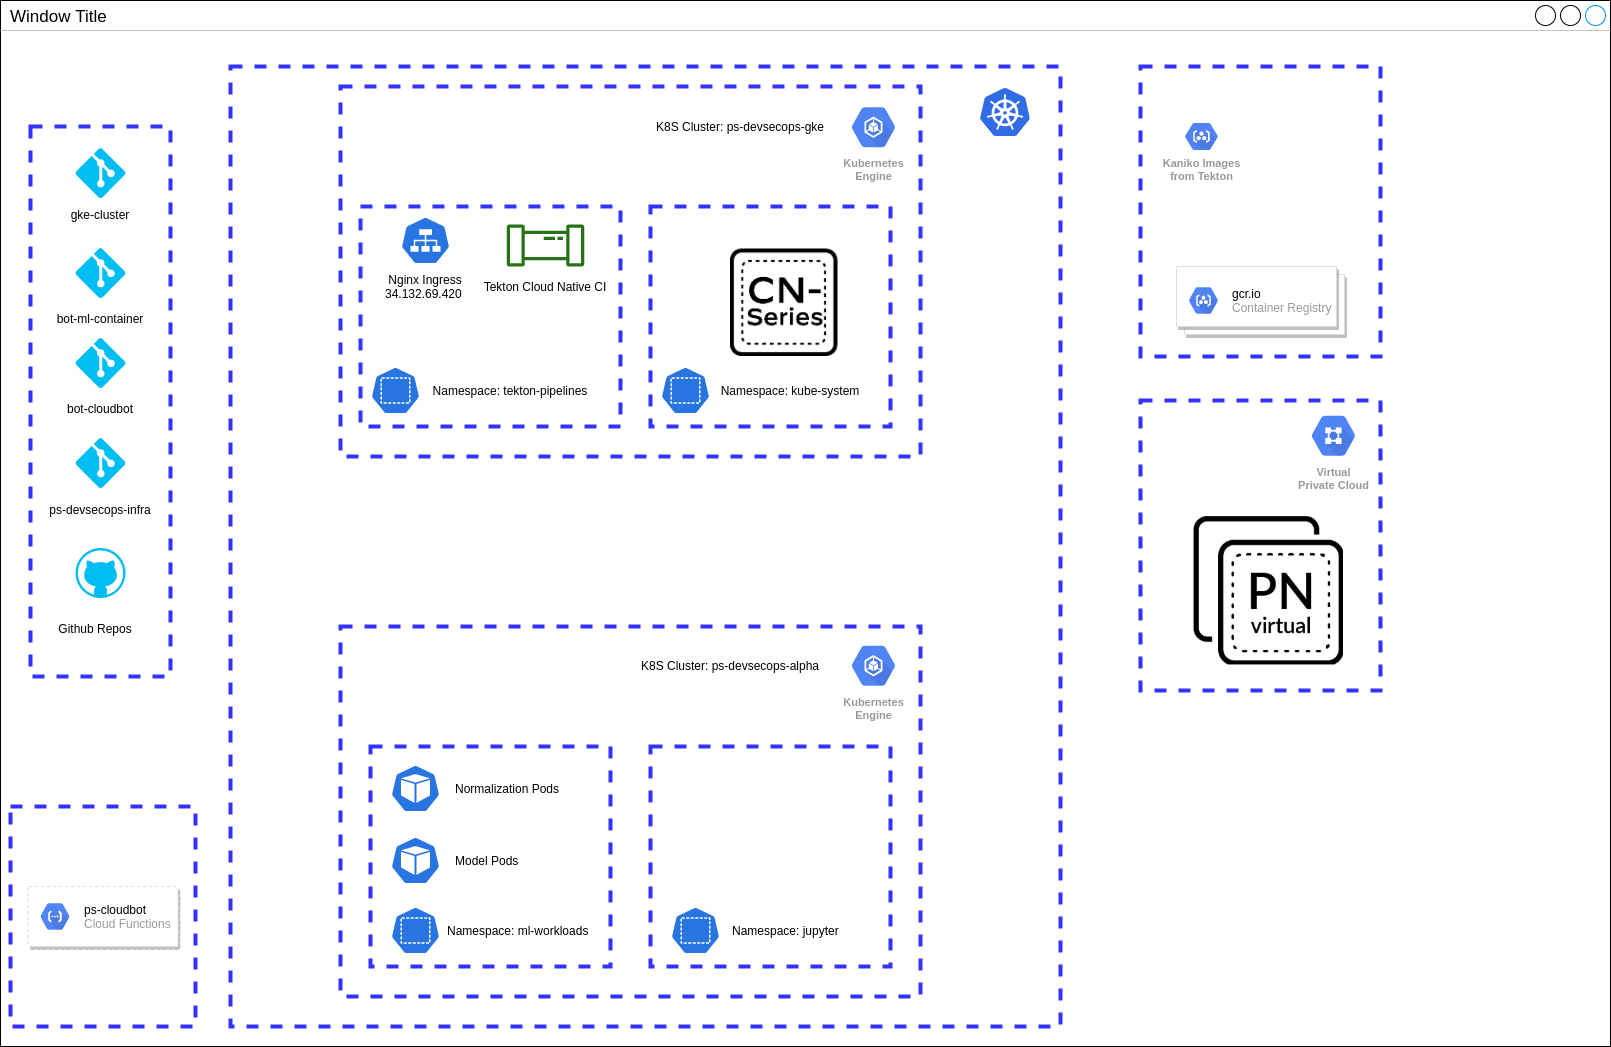 Window Title
gke-cluster
bot-ml-container
bot-cloudbot
ps-devsecops-infra
Github Repos
ps-cloudbot
Cloud Functions
K8S Cluster: ps-devsecops-gke
Kubernetes
Engine
Nginx Ingress
34.132.69.420
Tekton Cloud Native CI
Namespace: tekton-pipelines
CN-
Series
Namespace: kube-system
K8S Cluster: ps-devsecops-alpha
Kubernetes
Engine
Normalization Pods
Model Pods
Namespace: ml-workloads
Namespace: jupyter
Kaniko Images
from Tekton
gcr.io
Container Registry
Virtual
Private Cloud
PN
virtual